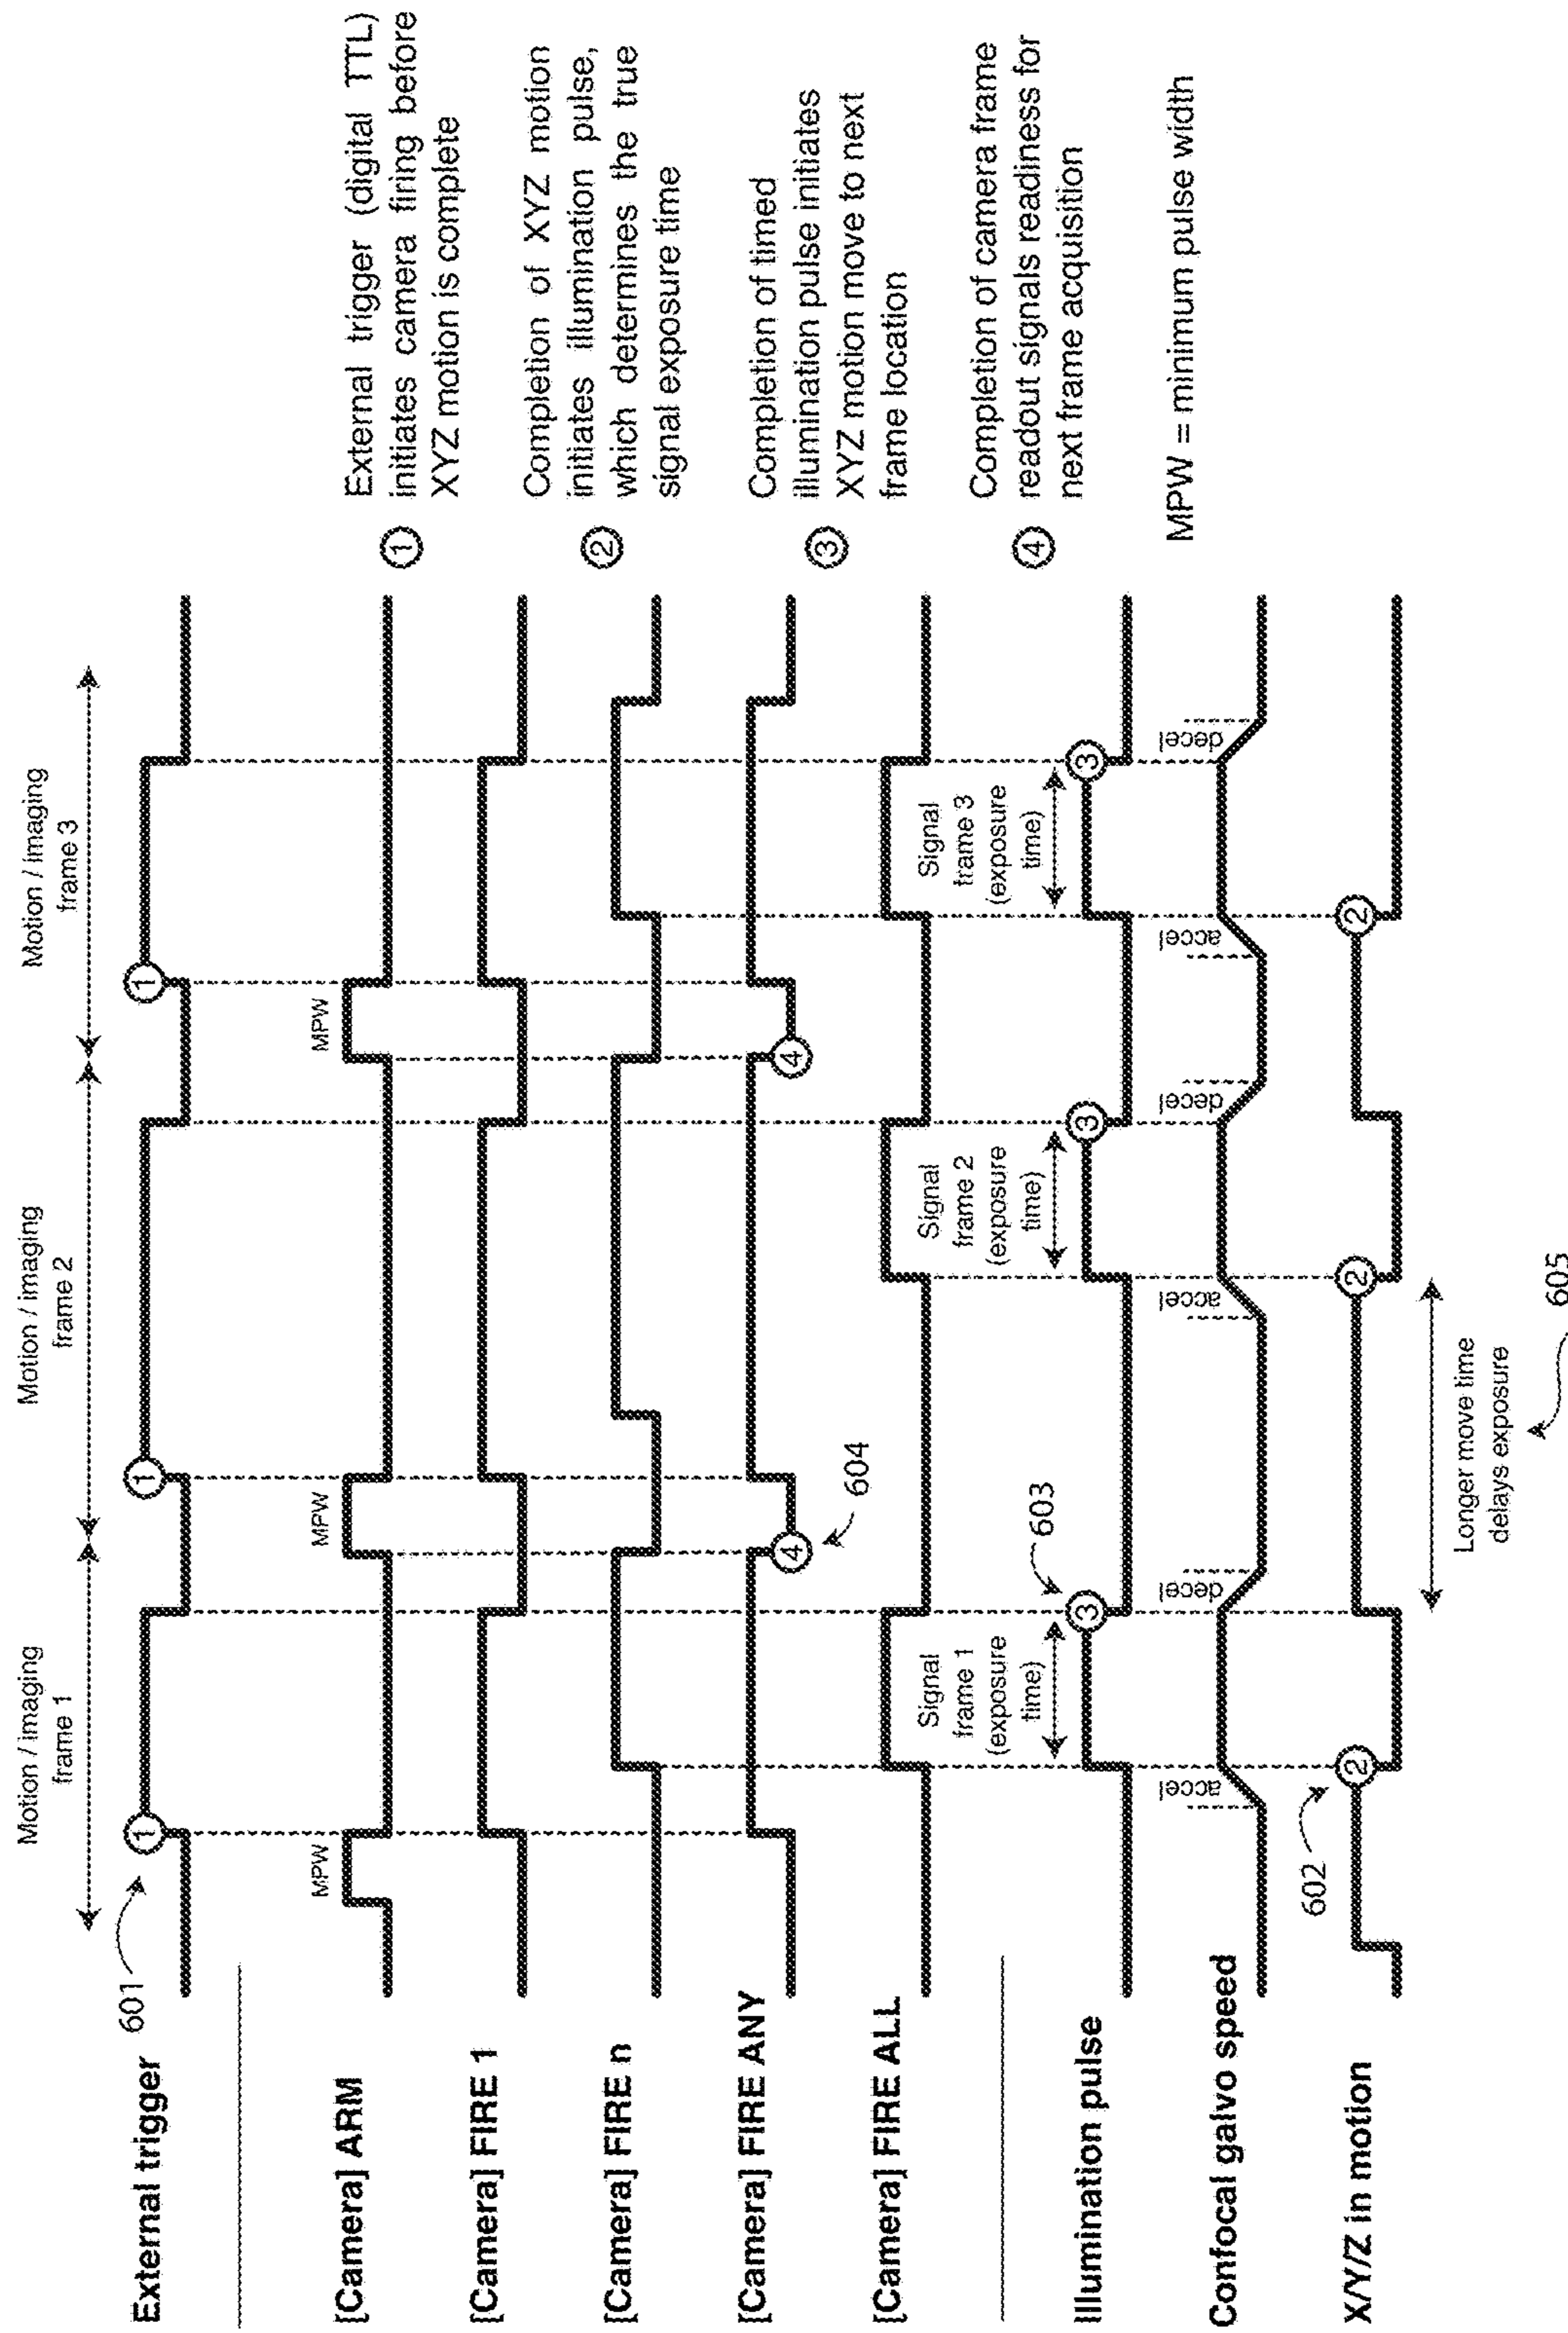 Motion / imaging
frame 1
Motion / imaging
frame 2
Motion / imaging
frame 3
External trigger
601
1
1
1
[Camera] ARM
MPW
MPW
MPW
[Camera] FIRE 1
[Camera] FIRE n
[Camera] FIRE ANY
4
4
604
[Camera] FIRE ALL
Signal
frame 1
(exposure
time)
Signal
frame 2
(exposure
time)
Signal
trame 3
(exposure
time)
Illumination pulse
3
603
3
3
Confocal galvo speed
accel
decel
accel
decel
accel
decel
X/Y/Z in motion
602
2
2
2
Longer move time
delays exposure
605
1
External trigger (digital TTL)
initiates camera firing before
XYZ motion is complete
2
Completion of XYZ motion
initiates illumination pulse,
which determines the true
signal exposure time
3
Completion of timed
illumination pulse initiates
XYZ motion move to next
frame location
4
Completion of camera frame
readout signals readiness for
next frame acquisition
MPW = minimum pulse width